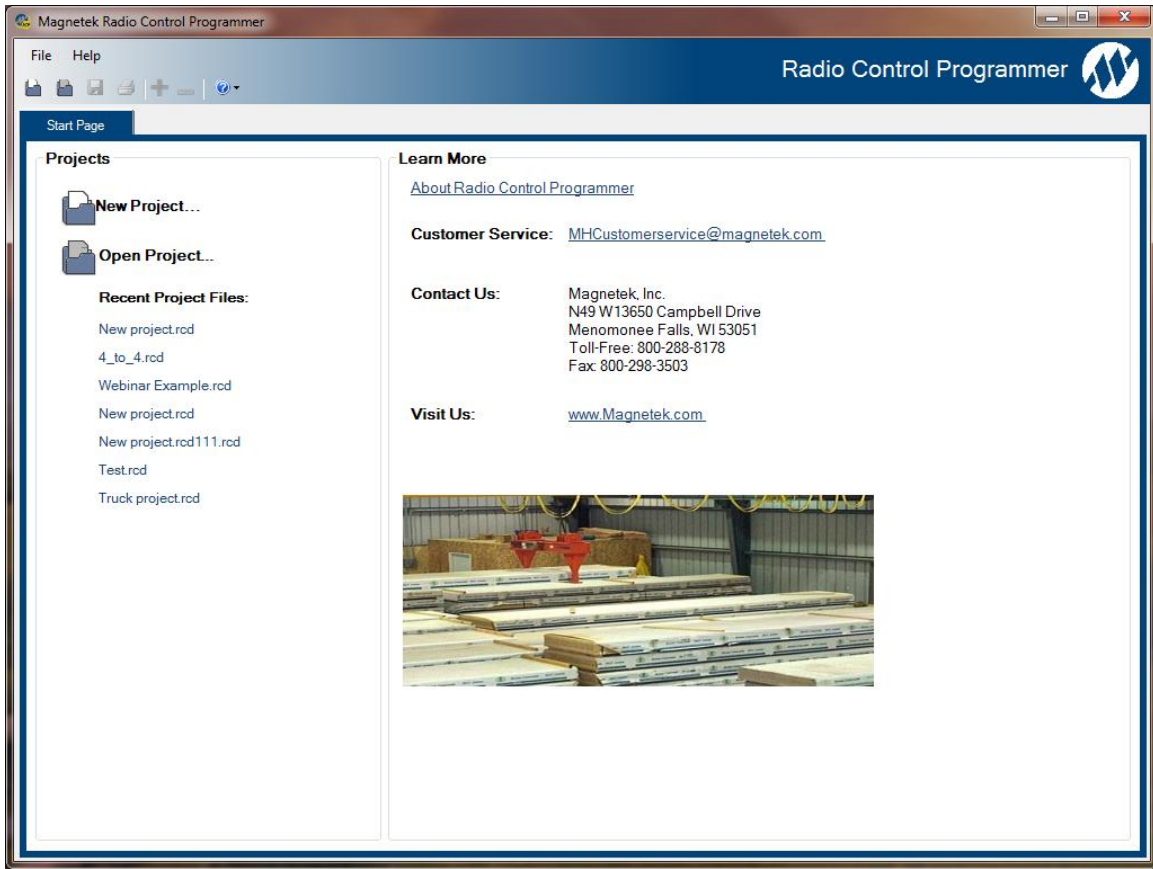 Magnetek Radio Control Programmer
File Help
Radio Control Programmer
Start Page
Projects
New Project...
Open Project...
Recent Project Files:
New project.rcd
4_to_4.rcd
Webinar Example.rcd
New project.rcd
New project.rcd111.rcd
Test.rcd
Truck project.rcd
Learn More
About Radio Control Programmer
Customer Service: MHCustomerservice@magnetek.com
Contact Us: Magnetek, Inc.
N49 W13650 Campbell Drive
Menomonee Falls, WI 53051
Toll-Free: 800-288-8178
Fax: 800-298-3503
Visit Us: www.Magnetek.com